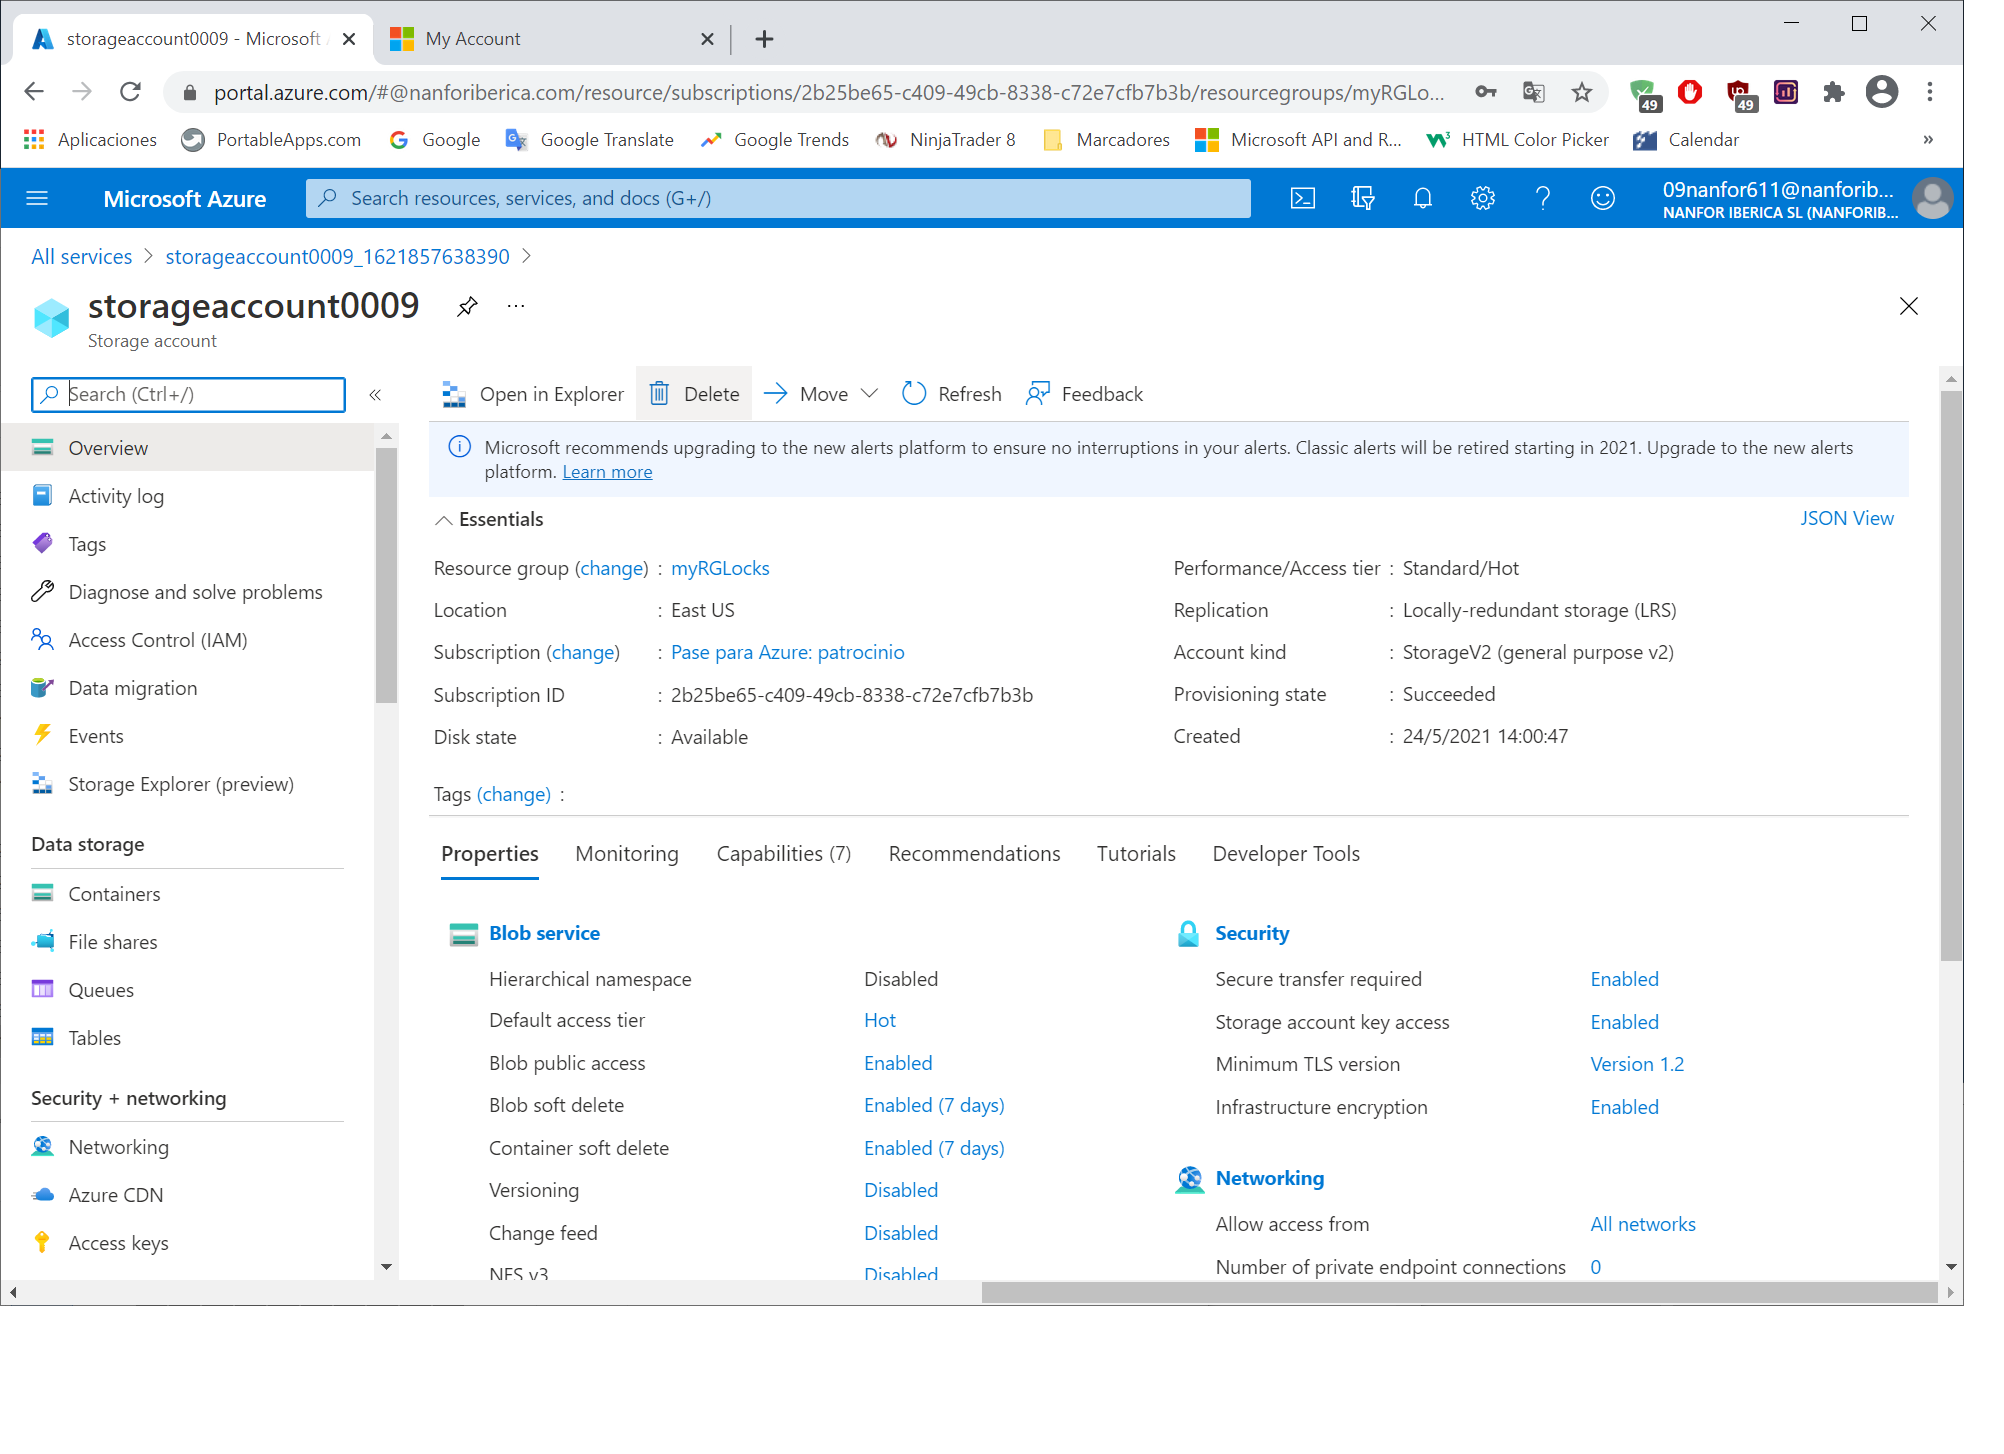 storageaccount0009 - Microsoft A
My Account
portal.azure.com/#@nanforiberica.com/resource/subscriptions/2b25be65-c409-49cb-8338-c72e7cfb7b3b/resourcegroups/myRGLo...
49
49
Aplicaciones
PortableApps.com
Google
Google Translate
Google Trends
NinjaTrader 8
Marcadores
Microsoft API and R...
HTML Color Picker
Calendar
»
Microsoft Azure
Search resources, services, and docs (G+/)
09nanfor611@nanforib...
NANFOR IBERICA SL (NANFORIB...
All services > storageaccount0009_1621857638390 >
storageaccount0009
Storage account
Search (Ctrl+/)
«
Open in Explorer
Delete
Move
Refresh
Feedback
Overview
Activity log
Tags
Diagnose and solve problems
Access Control (IAM)
Data migration
Events
Storage Explorer (preview)
Data storage
Containers
File shares
Queues
Tables
Security + networking
Networking
Azure CDN
Access keys
Microsoft recommends upgrading to the new alerts platform to ensure no interruptions in your alerts. Classic alerts will be retired starting in 2021. Upgrade to the new alerts
platform. Learn more
Essentials
JSON View
Resource group (change) : myRGLocks
Location : East US
Subscription (change) : Pase para Azure: patrocinio
Subscription ID : 2b25be65-c409-49cb-8338-c72e7cfb7b3b
Disk state : Available
Performance/Access tier : Standard/Hot
Replication : Locally-redundant storage (LRS)
Account kind : StorageV2 (general purpose v2)
Provisioning state : Succeeded
Created : 24/5/2021 14:00:47
Tags (change) :
Properties
Monitoring
Capabilities (7)
Recommendations
Tutorials
Developer Tools
Blob service
Hierarchical namespace Disabled
Default access tier Hot
Blob public access Enabled
Blob soft delete Enabled (7 days)
Container soft delete Enabled (7 days)
Versioning Disabled
Change feed Disabled
NFS v3 Disabled
Security
Secure transfer required Enabled
Storage account key access Enabled
Minimum TLS version Version 1.2
Infrastructure encryption Enabled
Networking
Allow access from All networks
Number of private endpoint connections 0